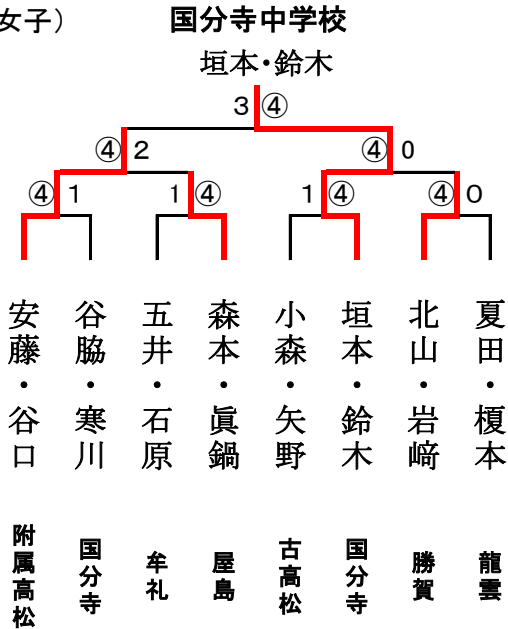 女子） 国分寺中学校
垣本・鈴木
3 ④
④ 2 ④ 0
④ 1 1 ④ 1 ④ ④ 0
安藤・谷口
谷脇・寒川
五井・石原
森本・眞鍋
小森・矢野
垣本・鈴木
北山・岩﨑
夏田・榎本
附属高松
国分寺
牟礼
屋島
古高松
国分寺
勝賀
龍雲